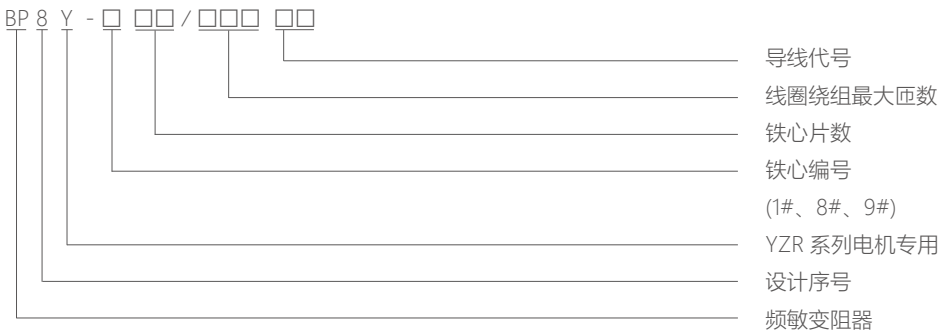 BP 8 Y - □ □□ / □□□ □□
导线代号
线圈绕组最大匝数
铁心片数
铁心编号
(1#、8#、9#)
YZR 系列电机专用
设计序号
频敏变阻器